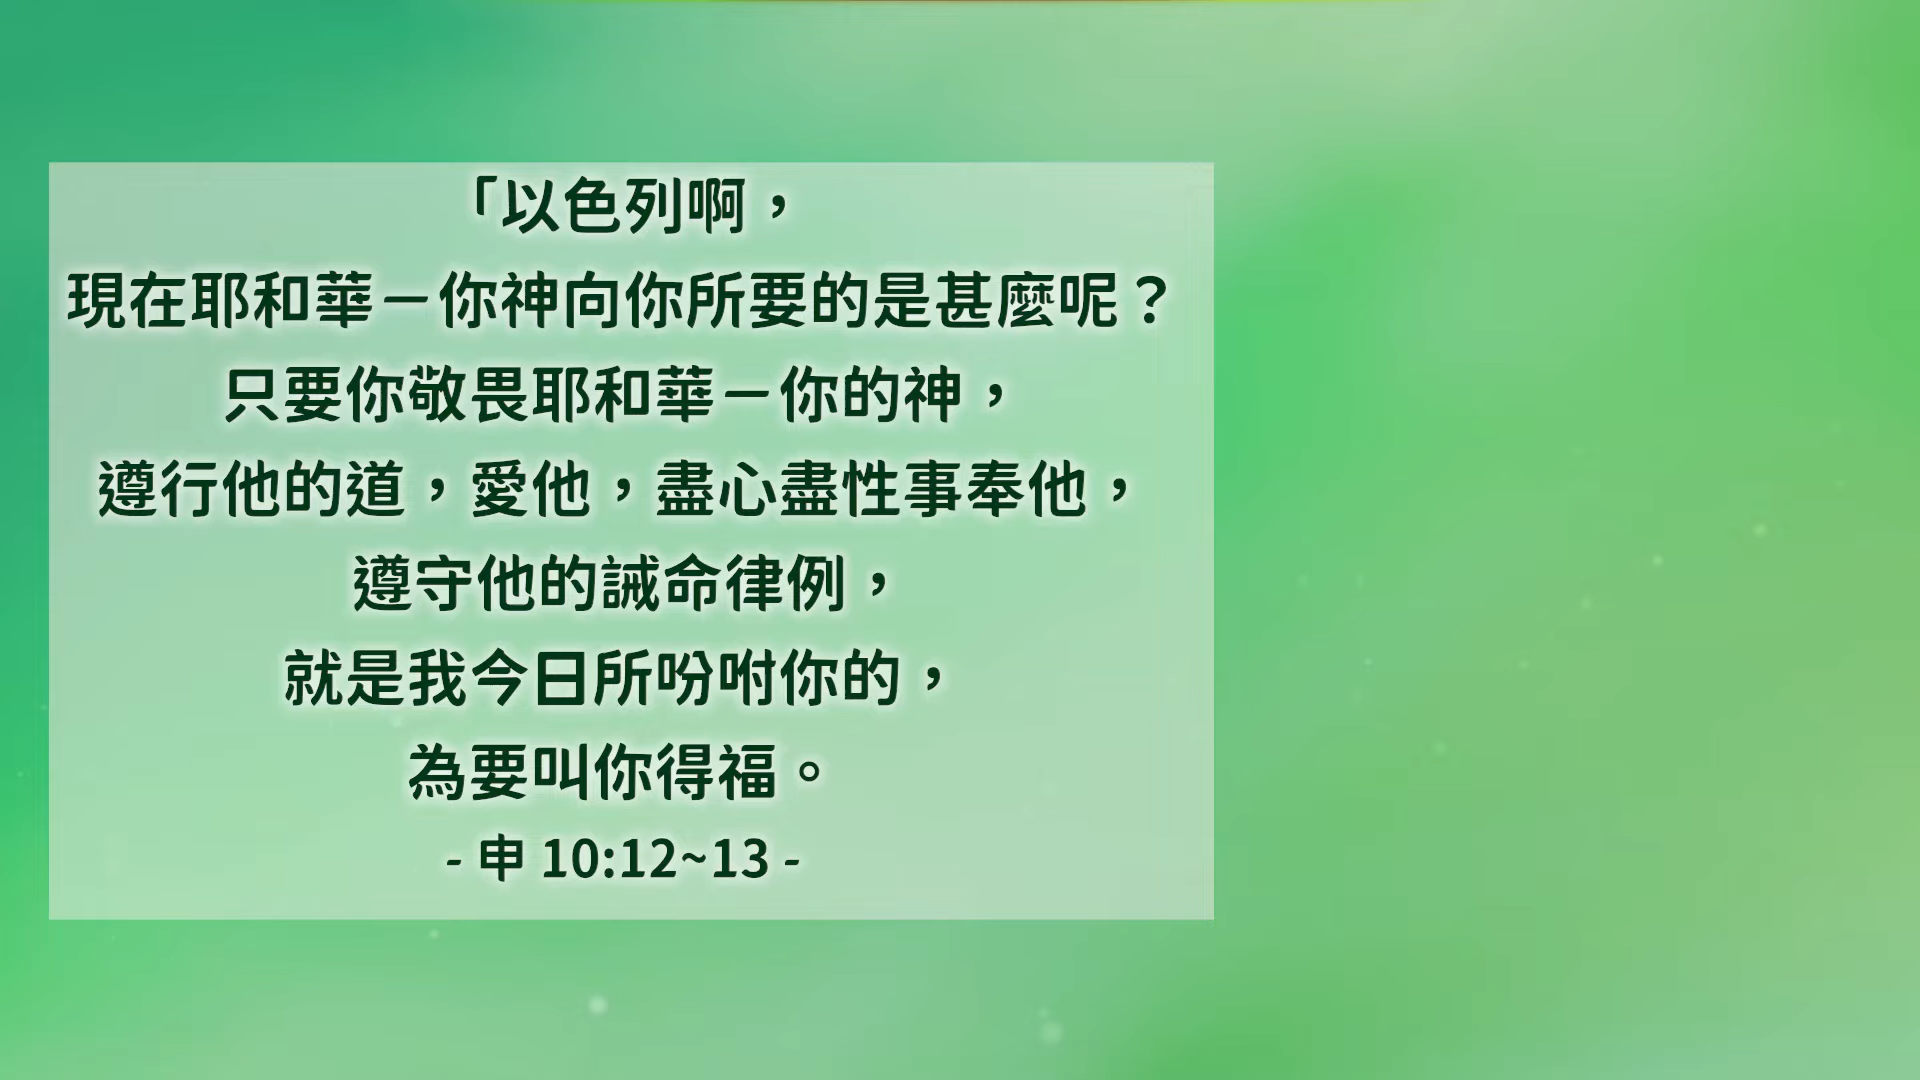 「以色列啊，
現在耶和華－你神向你所要的是甚麼呢？
只要你敬畏耶和華－你的神，
遵行他的道，愛他，盡心盡性事奉他，
遵守他的誡命律例，
就是我今日所吩咐你的，
為要叫你得福。
- 申 10:12~13 -